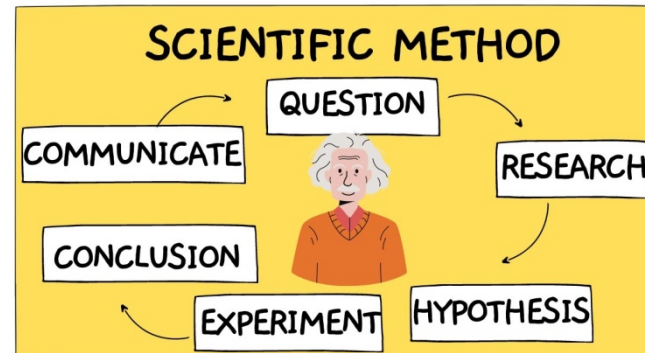 SCIENTIFIC METHOD
QUESTION
RESEARCH
HYPOTHESIS
EXPERIMENT
CONCLUSION
COMMUNICATE